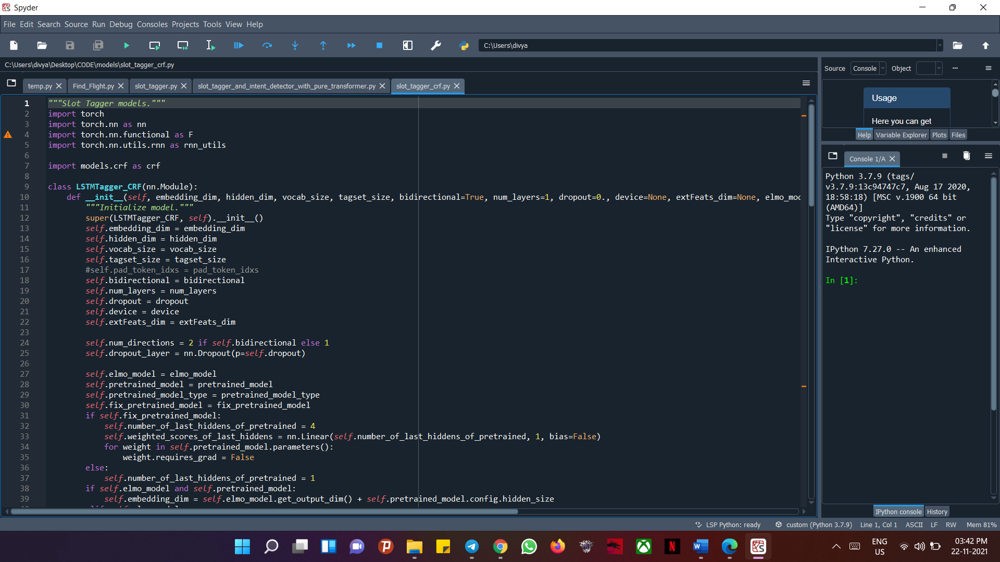 Spyder
File Edit Search Source Run Debug Consoles Projects Tools View Help
C:\Users\divya
C:\Users\divya\Desktop\CODE\models\slot_tagger_crf.py
temp.py
Find_Flight.py
slot_tagger.py
slot_tagger_and_intent_detector_with_pure_transformer.py
slot_tagger_crf.py
1 """Slot Tagger models."""
2 import torch
3 import torch.nn as nn
4 import torch.nn.functional as F
5 import torch.nn.utils.rnn as rnn_utils
6
7 import models.crf as crf
8
9 class LSTMTagger_CRF(nn.Module):
10 def __init__(self, embedding_dim, hidden_dim, vocab_size, tagset_size, bidirectional=True, num_layers=1, dropout=0., device=None, extFeats_dim=None, elmo_mod
11 """Initialize model."""
12 super(LSTMTagger_CRF, self).__init__()
13 self.embedding_dim = embedding_dim
14 self.hidden_dim = hidden_dim
15 self.vocab_size = vocab_size
16 self.tagset_size = tagset_size
17 #self.pad_token_idxs = pad_token_idxs
18 self.bidirectional = bidirectional
19 self.num_layers = num_layers
20 self.dropout = dropout
21 self.device = device
22 self.extFeats_dim = extFeats_dim
23
24 self.num_directions = 2 if self.bidirectional else 1
25 self.dropout_layer = nn.Dropout(p=self.dropout)
26
27 self.elmo_model = elmo_model
28 self.pretrained_model = pretrained_model
29 self.pretrained_model_type = pretrained_model_type
30 self.fix_pretrained_model = fix_pretrained_model
31 if self.fix_pretrained_model:
32 self.number_of_last_hiddens_of_pretrained = 4
33 self.weighted_scores_of_last_hiddens = nn.Linear(self.number_of_last_hiddens_of_pretrained, 1, bias=False)
34 for weight in self.pretrained_model.parameters():
35 weight.requires_grad = False
36 else:
37 self.number_of_last_hiddens_of_pretrained = 1
38 if self.elmo_model and self.pretrained_model:
39 self.embedding_dim = self.elmo_model.get_output_dim() + self.pretrained_model.config.hidden_size
Source Console Object
Usage
Here you can get
Help Variable Explorer Plots Files
Console 1/A
Python 3.7.9 (tags/
v3.7.9:13c94747c7, Aug 17 2020,
18:58:18) [MSC v.1900 64 bit
(AMD64)]
Type "copyright", "credits" or
"license" for more information.
IPython 7.27.0 -- An enhanced
Interactive Python.
In [1]:
IPython console History
LSP Python: ready custom (Python 3.7.9) Line 1, Col 1 ASCII LF RW Mem 81%
ENG
US
03:42 PM
22-11-2021